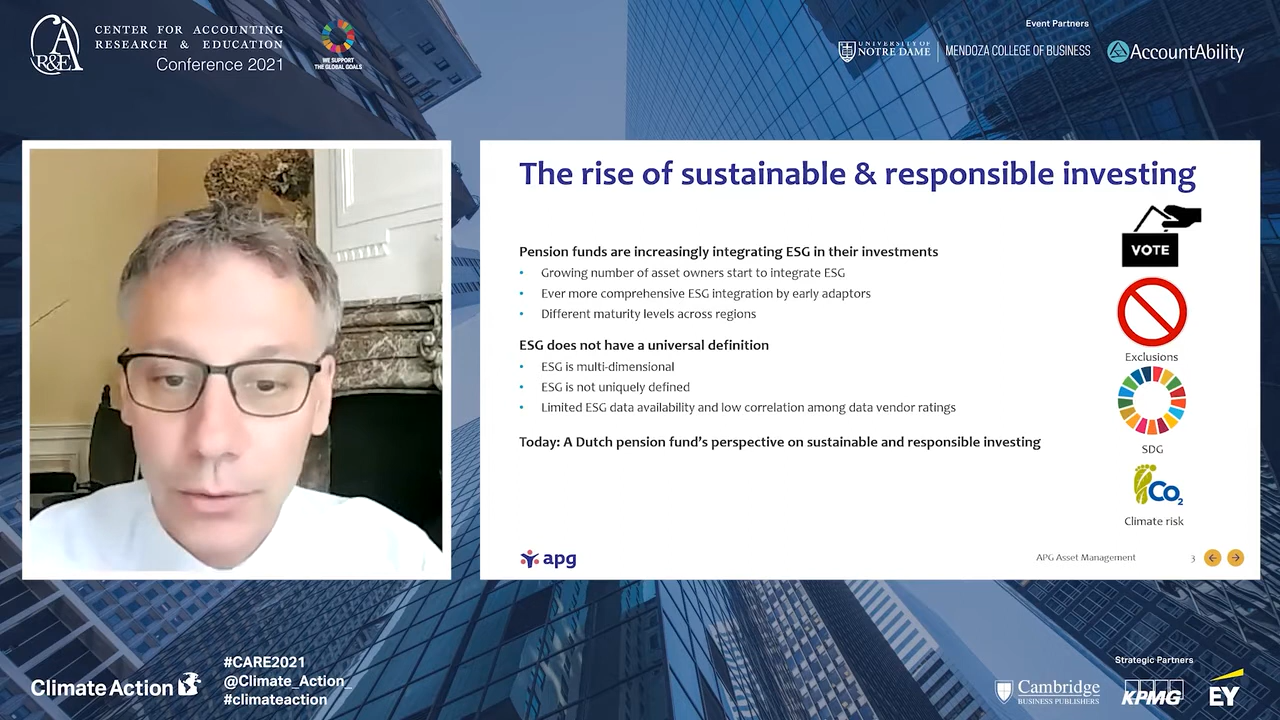 CENTER FOR ACCOUNTING
RESEARCH & EDUCATION
Conference 2021
CA
R&E
WE SUPPORT
THE GLOBAL GOALS
Event Partners
UNIVERSITY OF
NOTRE DAME
MENDOZA COLLEGE OF BUSINESS
AccountAbility
The rise of sustainable & responsible investing
Pension funds are increasingly integrating ESG in their investments
• Growing number of asset owners start to integrate ESG
• Ever more comprehensive ESG integration by early adaptors
• Different maturity levels across regions
ESG does not have a universal definition
• ESG is multi-dimensional
• ESG is not uniquely defined
• Limited ESG data availability and low correlation among data vendor ratings
Today: A Dutch pension fund's perspective on sustainable and responsible investing
VOTE
Exclusions
SDG
Co2
Climate risk
apg
APG Asset Management
3
Climate Action
#CARE2021
@Climate_Action_
#climateaction
Strategic Partners
Cambridge
BUSINESS PUBLISHERS
KPMG
EY